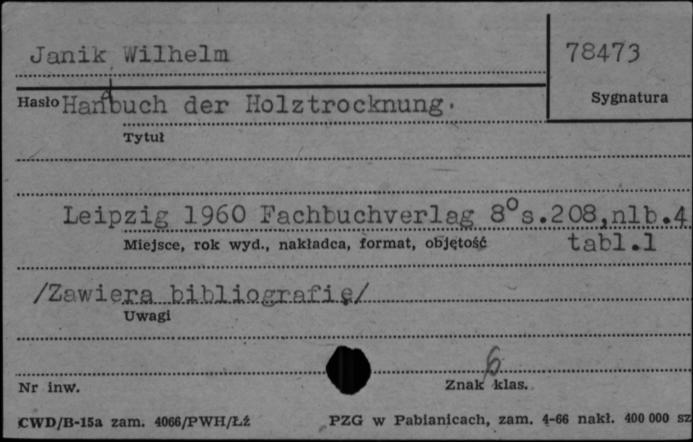 Janik Wilhelm
78473
Hasło Handbuch der Holztrocknung.
Sygnatura
Tytuł
Leipzig 1960 Fachbuchverlag 8° s.208,nlb.4
Miejsce, rok wyd., nakładca, format, objętość tabl.1
/Zawiera bibliografię/
Uwagi
6
Nr inw. Znak klas.
CWD/B-15a zam. 4066/PWH/Łź PZG w Pabianicach, zam. 4-66 nakł. 400 000 sz